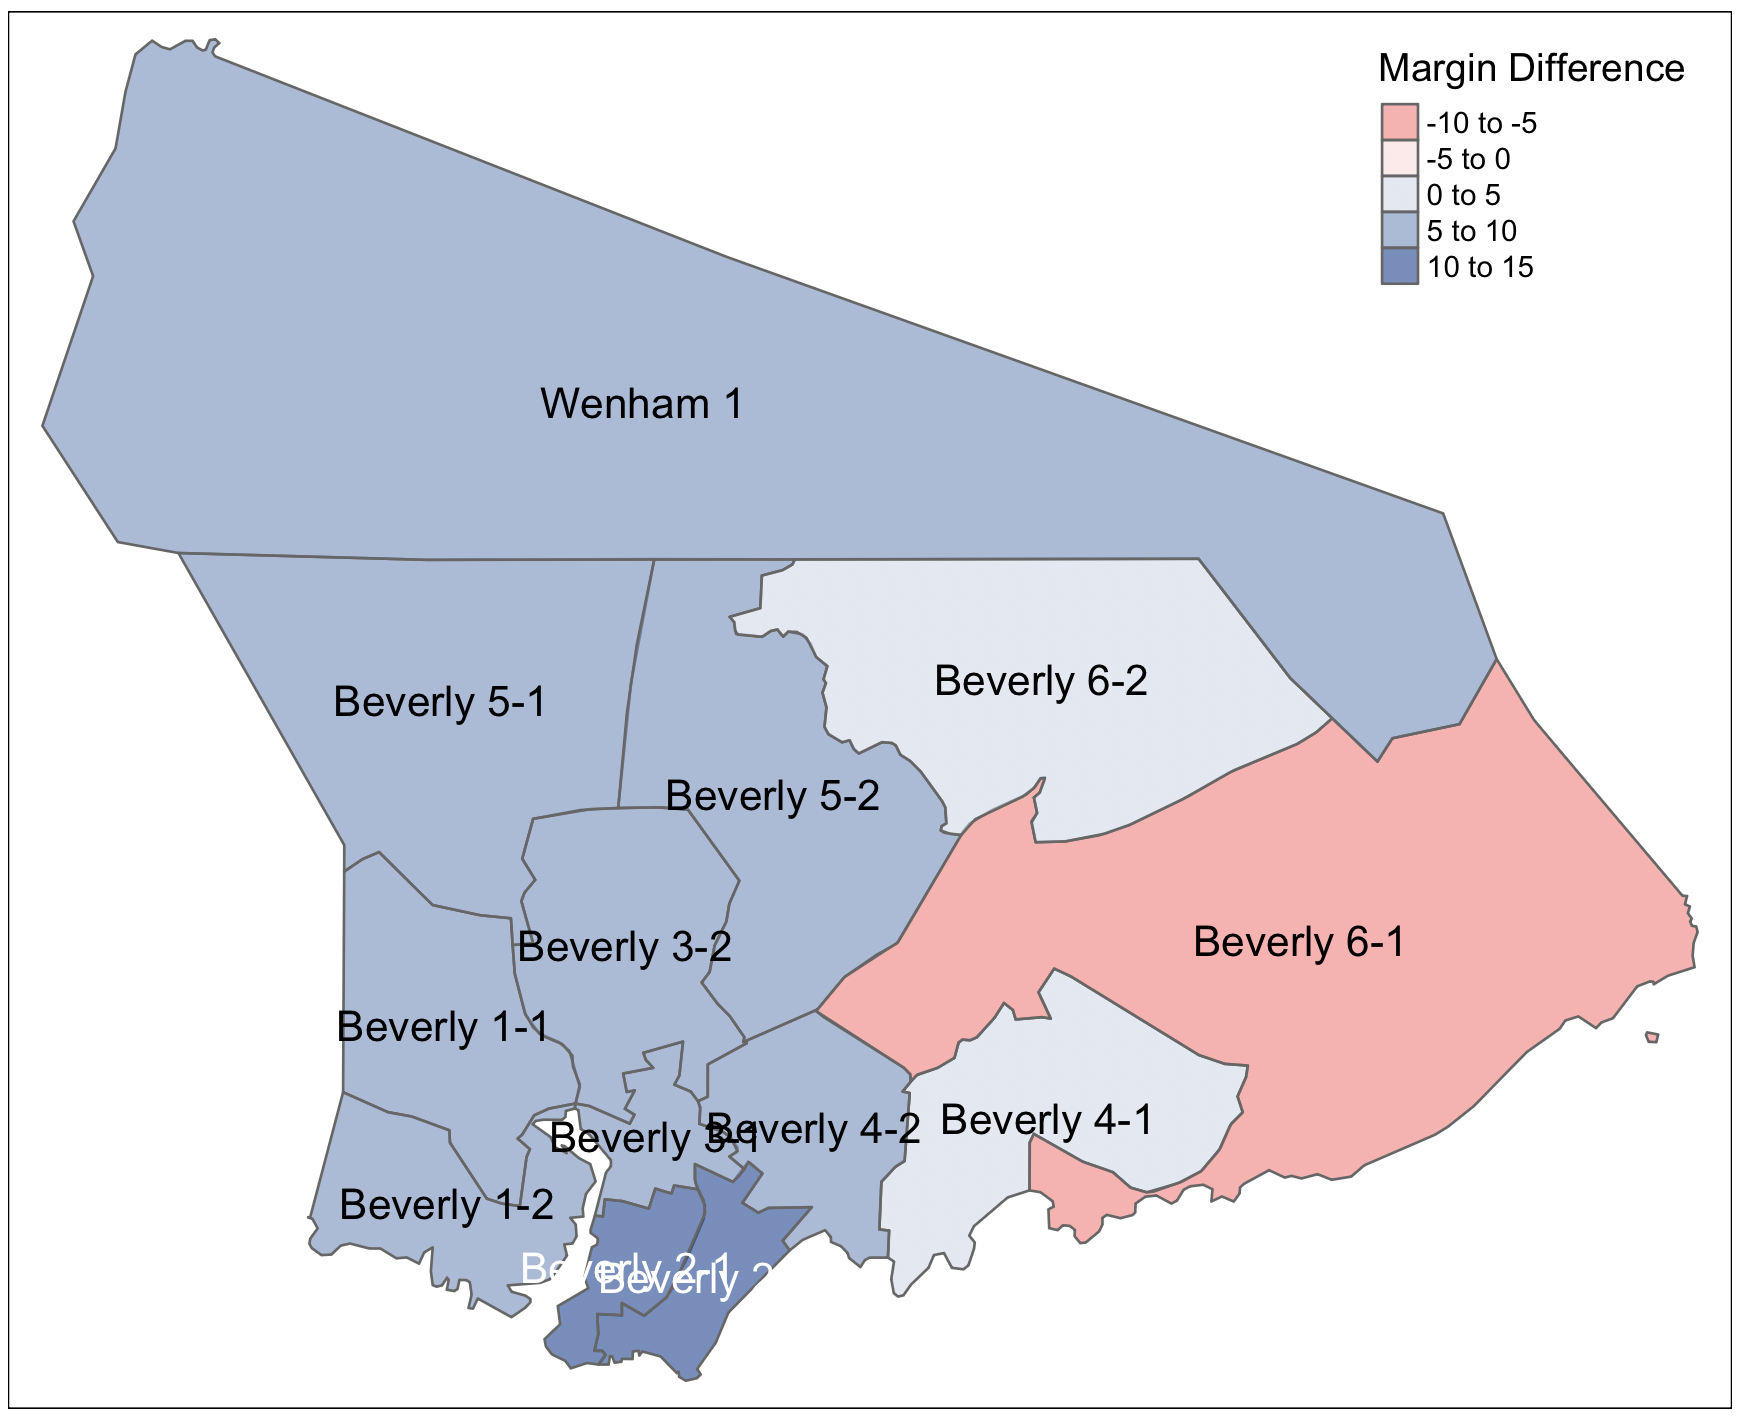 Margin Difference
-10 to -5
-5 to 0
0 to 5
5 to 10
10 to 15
Wenham 1
Beverly 6-2
Beverly 5-1
Beverly 5-2
Beverly 6-1
Beverly 3-2
Beverly 1-1
Beverly 4-1
Beverly 4-2
Beverly 3-1
Beverly 1-2
Beverly 2-1
Beverly 2